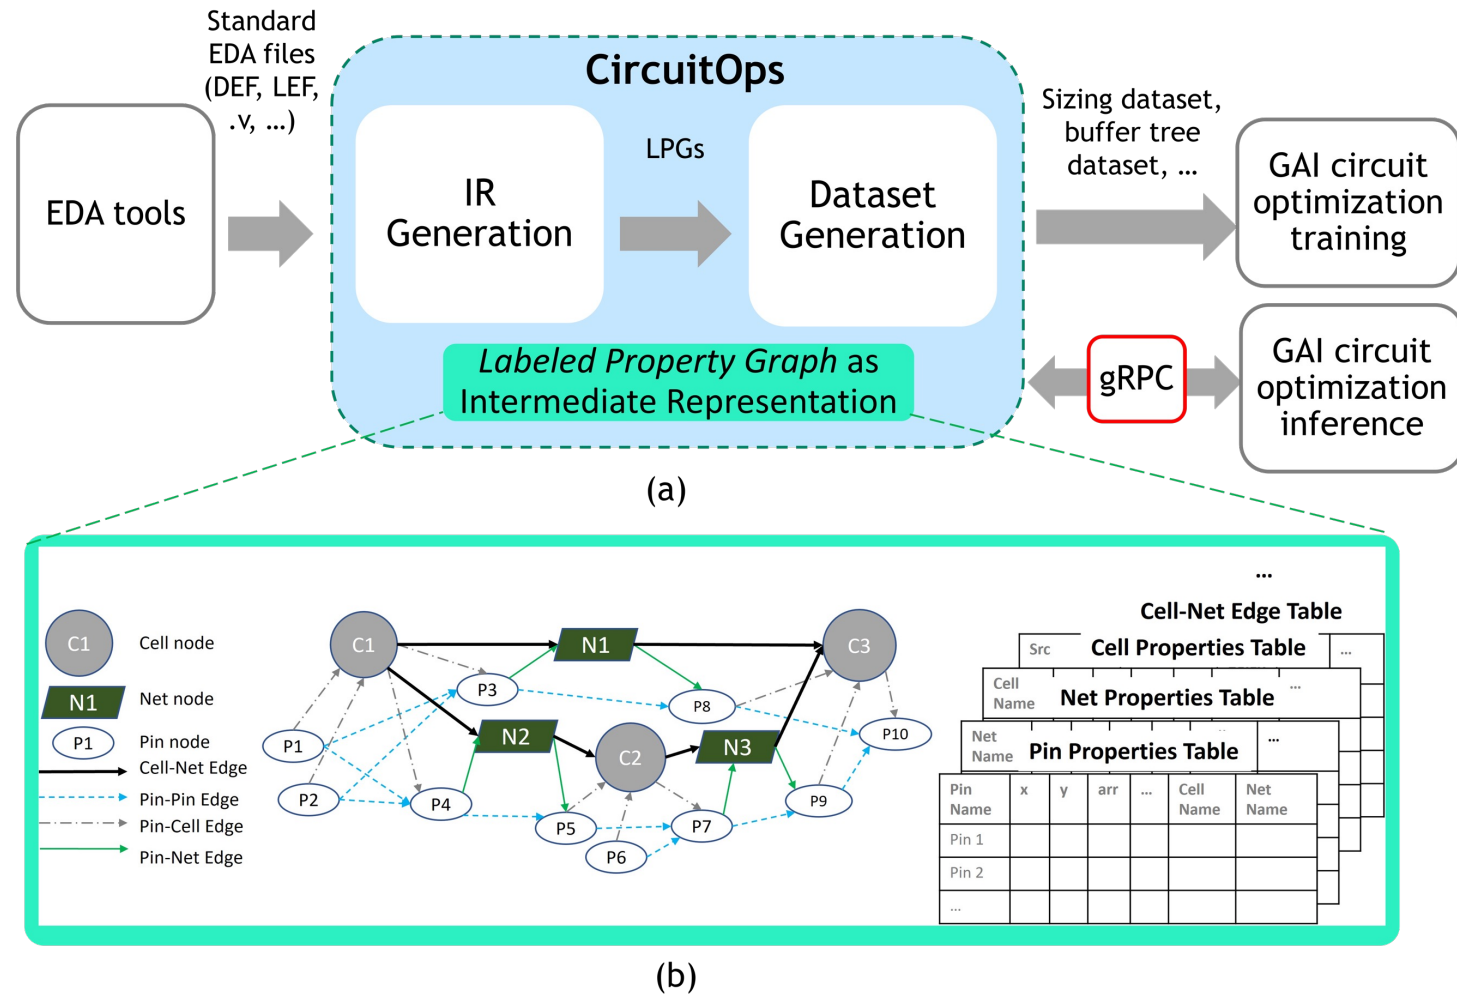 Standard
EDA files
(DEF, LEF,
.v, ...)
EDA tools
CircuitOps
IR
Generation
LPGs
Dataset
Generation
Labeled Property Graph as
Intermediate Representation
Sizing dataset,
buffer tree
dataset, ...
GAI circuit
optimization
training
gRPC
GAI circuit
optimization
inference
(a)
C1 Cell node
N1 Net node
P1 Pin node
Cell-Net Edge
Pin-Pin Edge
Pin-Cell Edge
Pin-Net Edge
C1
N1
C3
P3
P8
P1
N2
C2
N3
P10
P2
P4
P5
P7
P9
P6
...
Cell-Net Edge Table
Src ...
Cell Properties Table
Cell
Name
...
Net Properties Table
Net
Name
...
Pin Properties Table
Pin
Name x y arr ... Cell
Name Net
Name
Pin 1
Pin 2
...
(b)